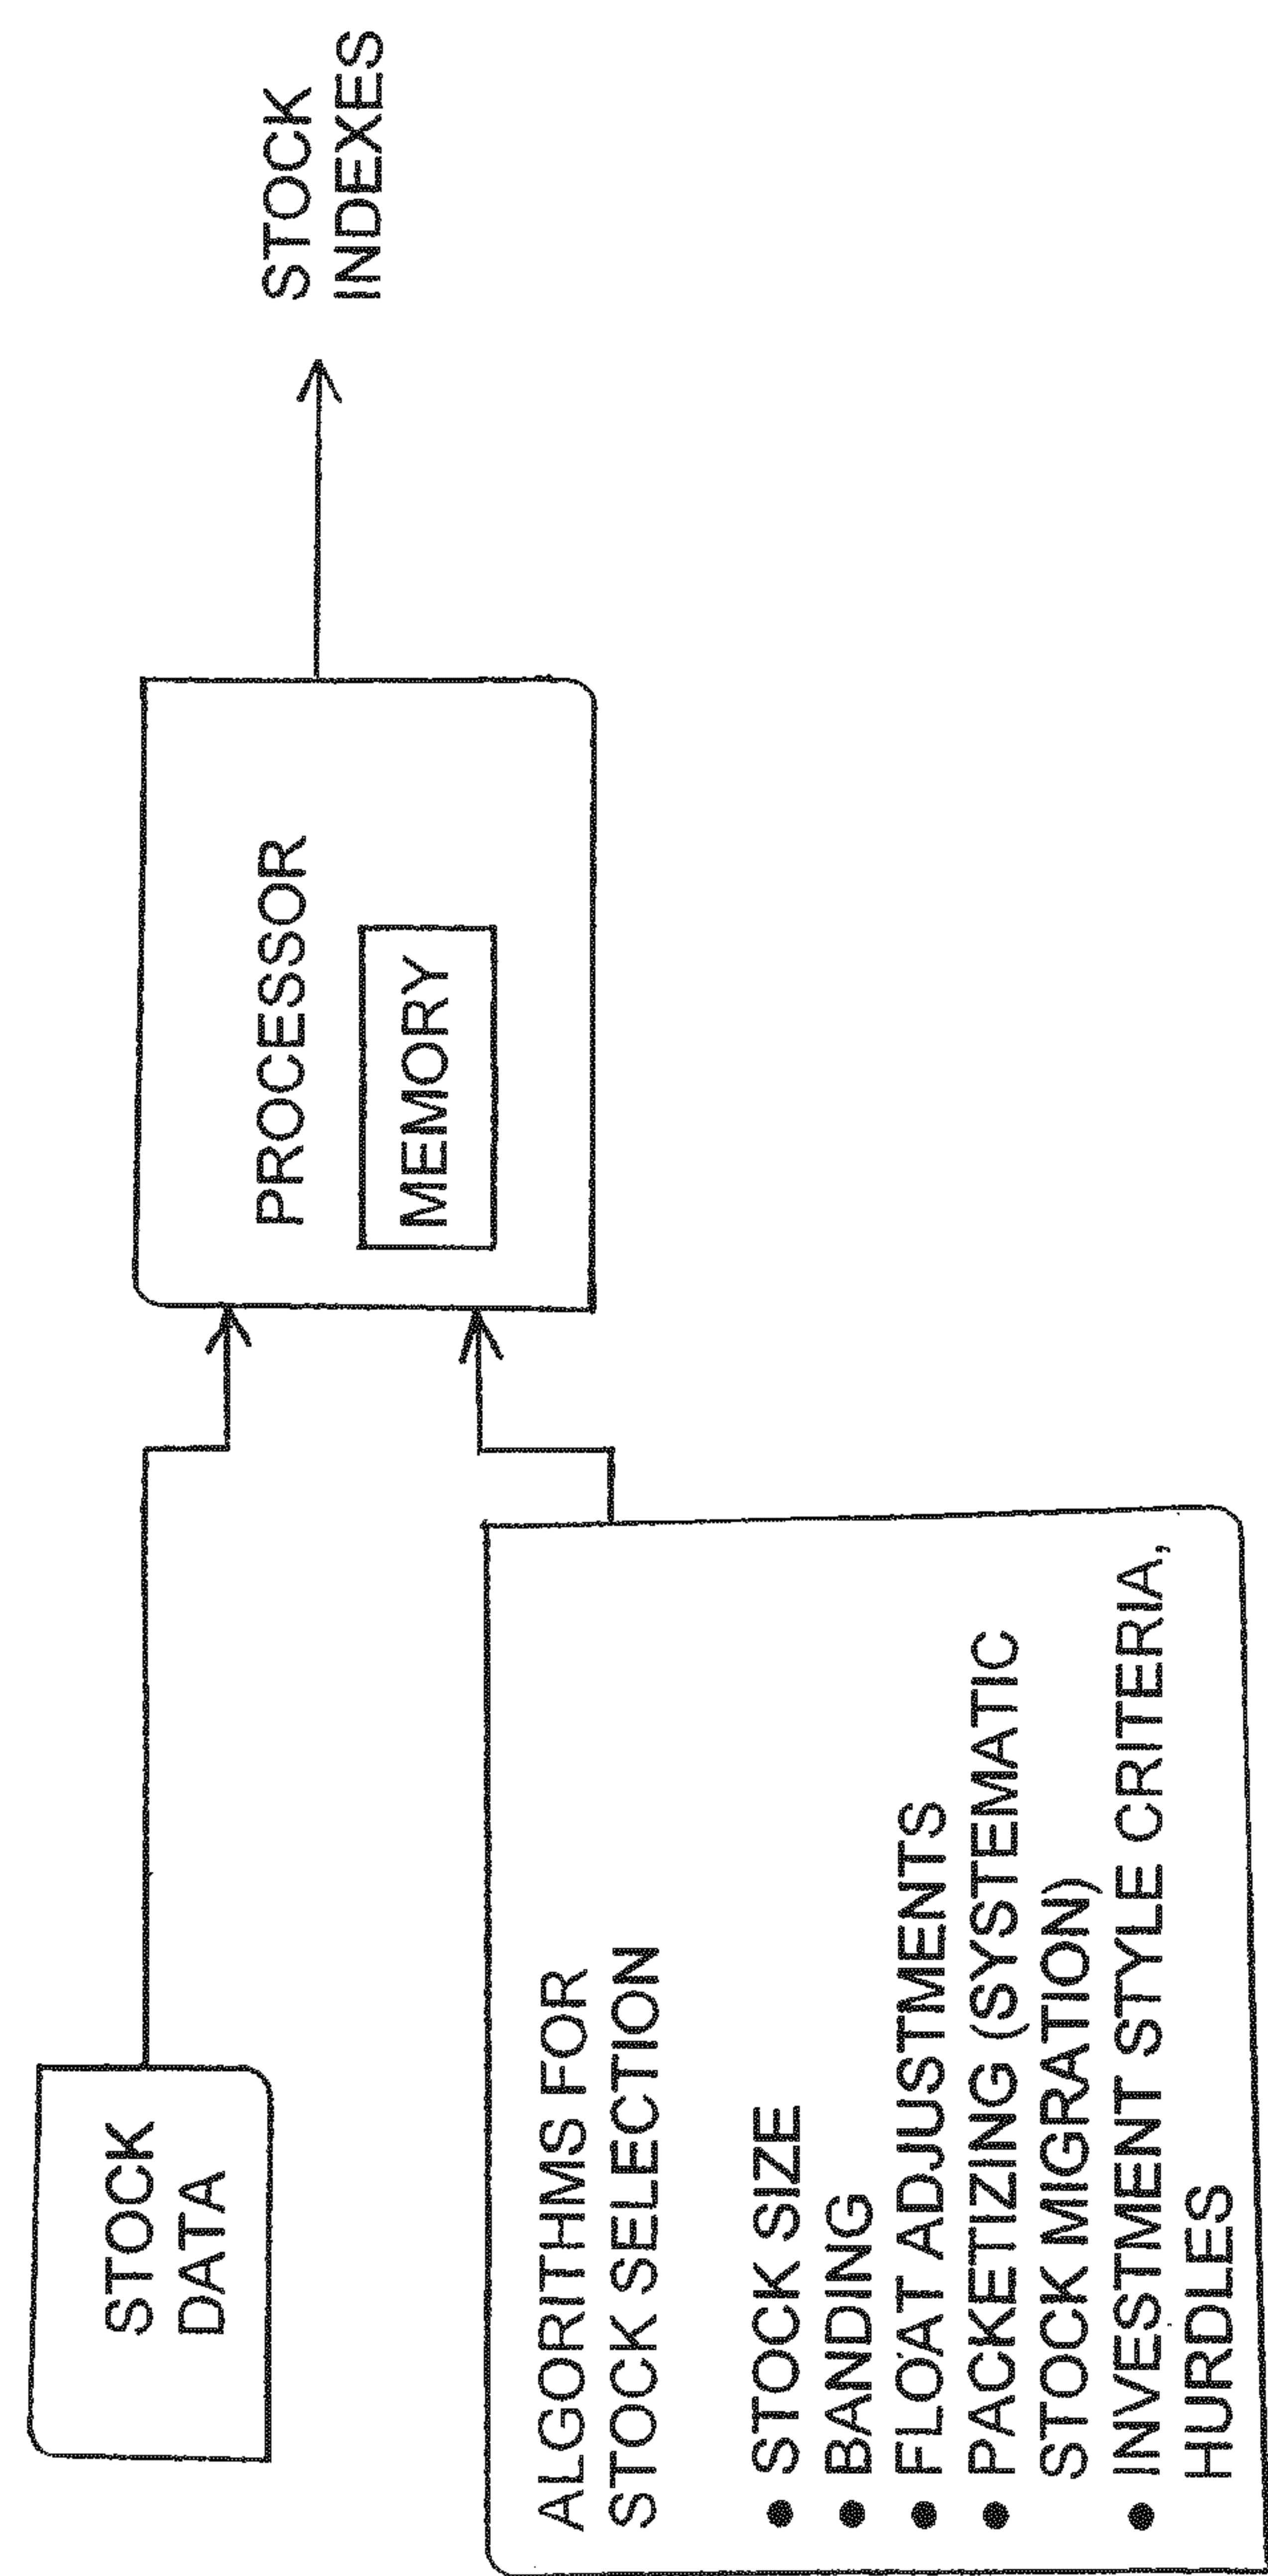 STOCK
DATA
ALGORITHMS FOR
STOCK SELECTION
● STOCK SIZE
● BANDING
● FLOAT ADJUSTMENTS
● PACKETIZING (SYSTEMATIC
STOCK MIGRATION)
● INVESTMENT STYLE CRITERIA,
HURDLES
PROCESSOR
MEMORY
STOCK
INDEXES